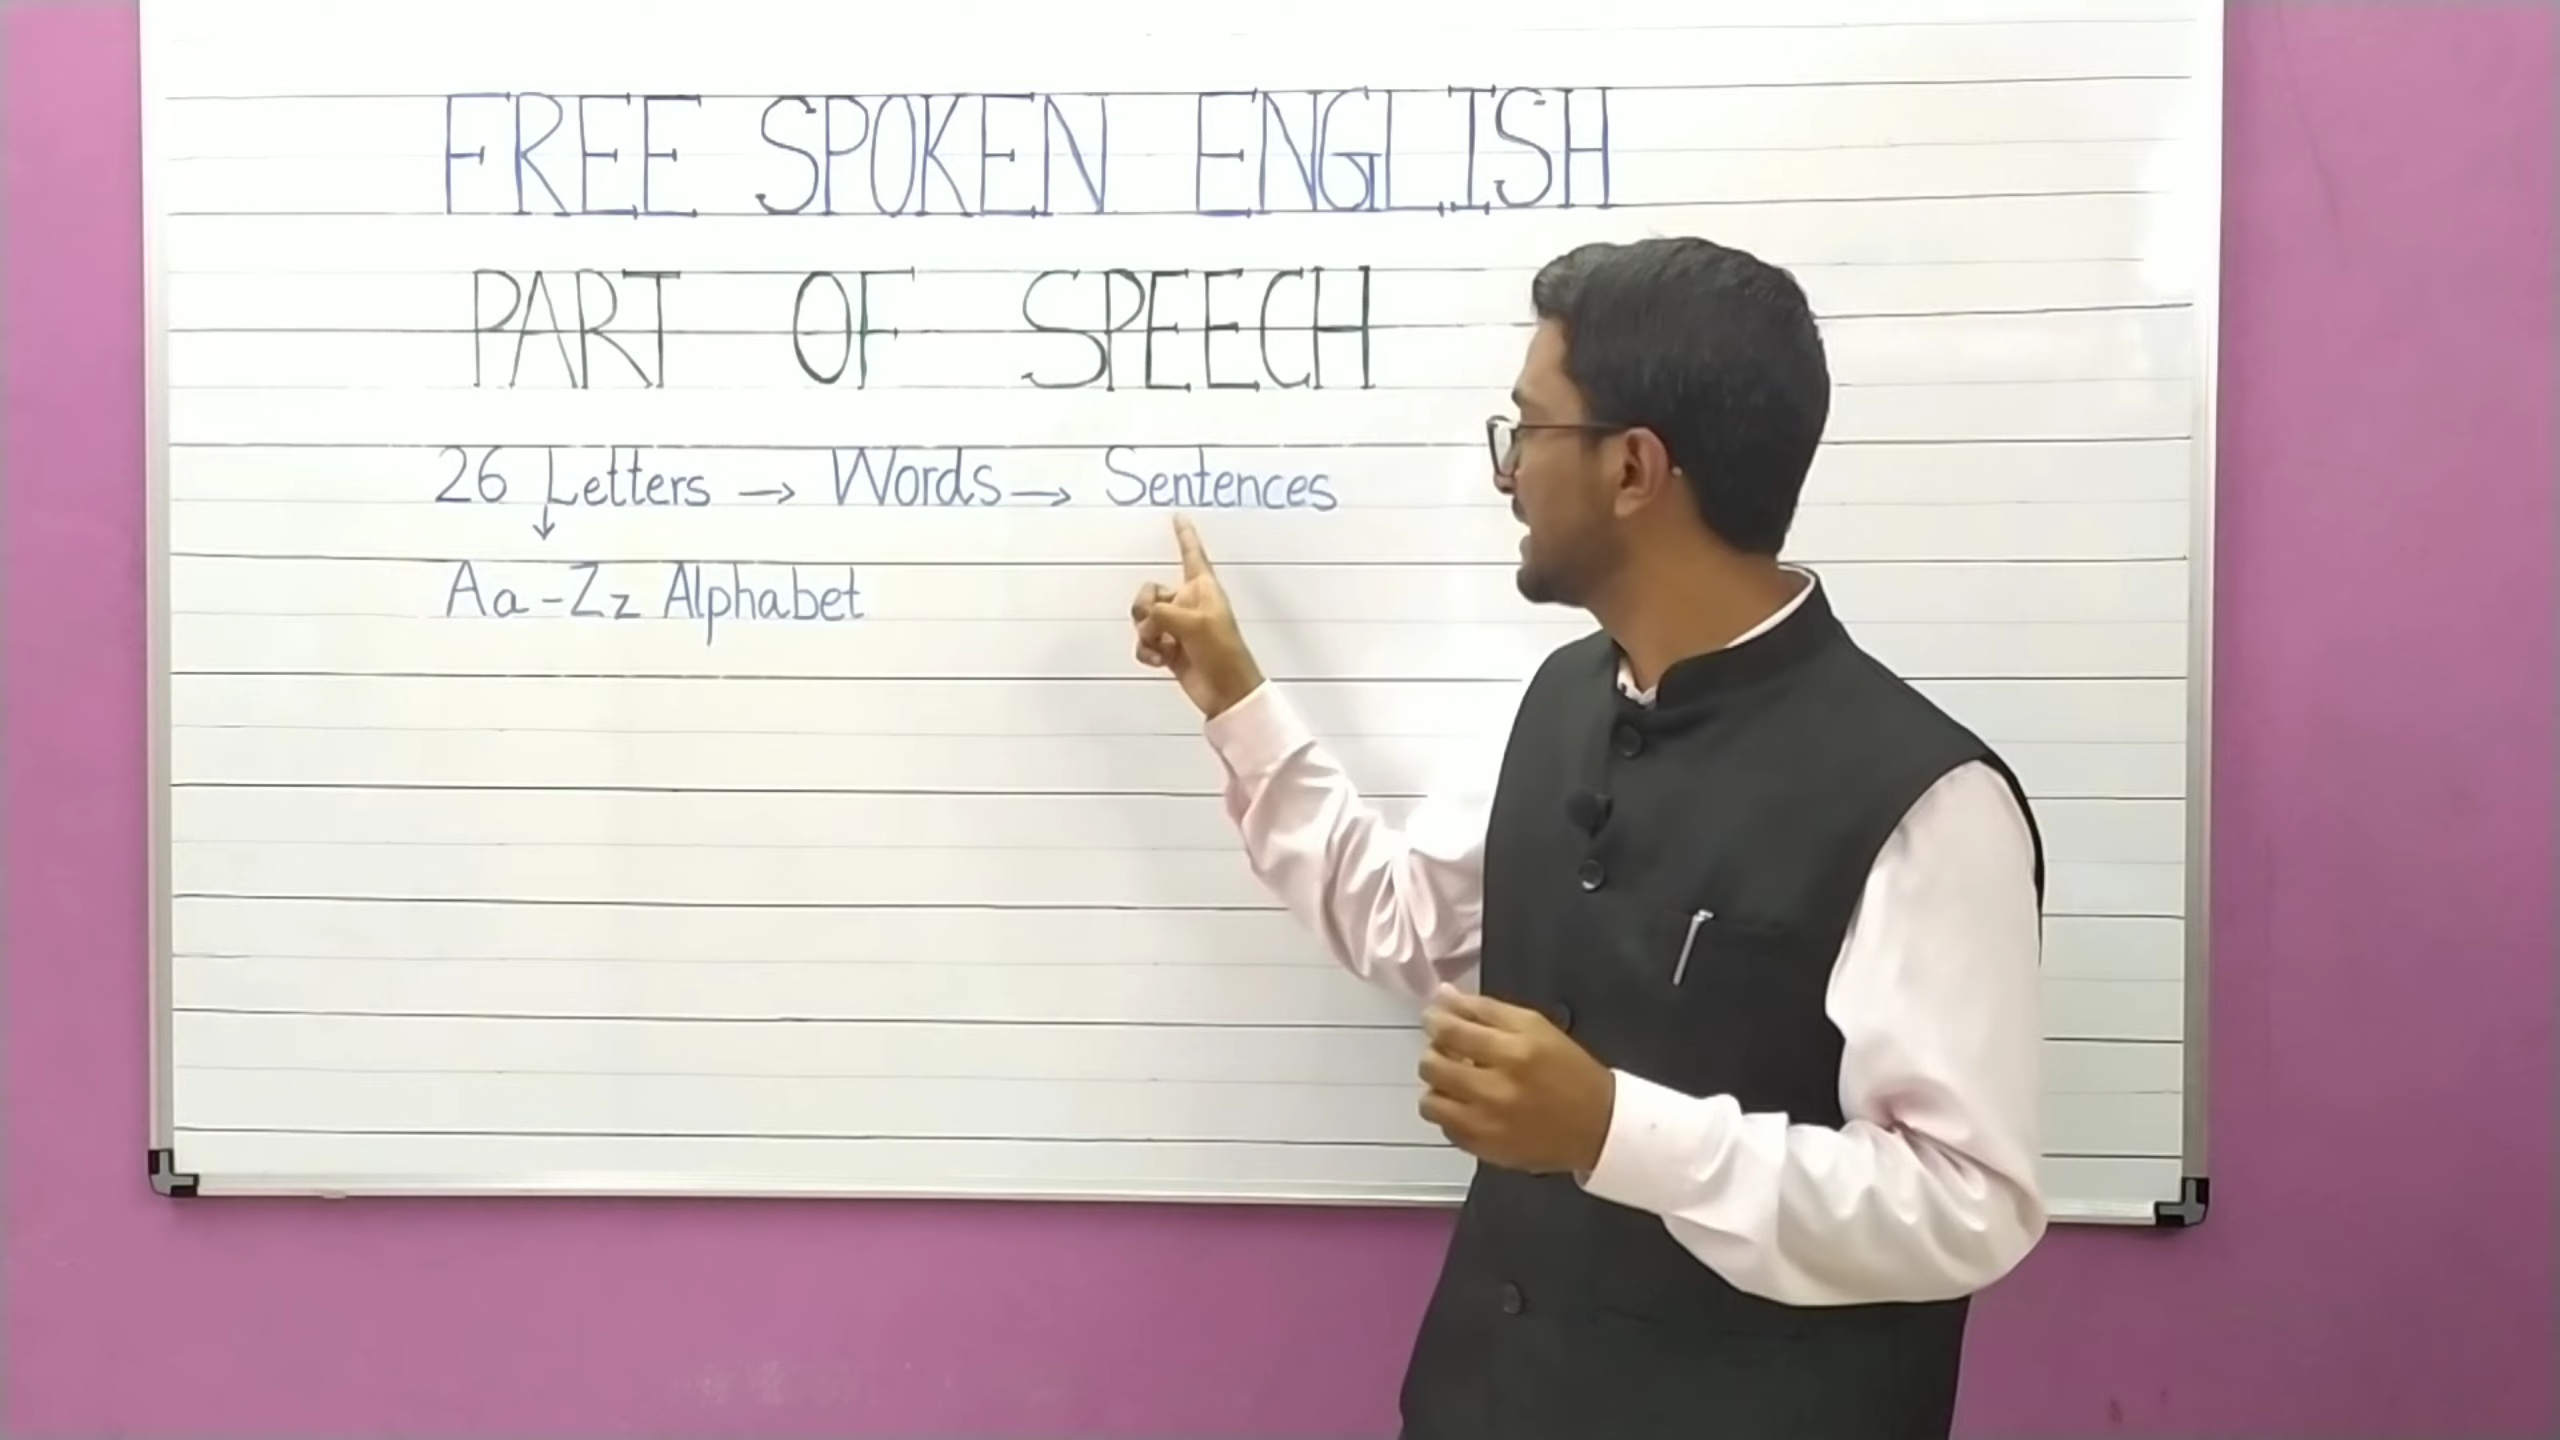 FREE SPOKEN ENGLISH
PART OF SPEECH
26 Letters → Words → Sentences
↓
Aa - Zz Alphabet